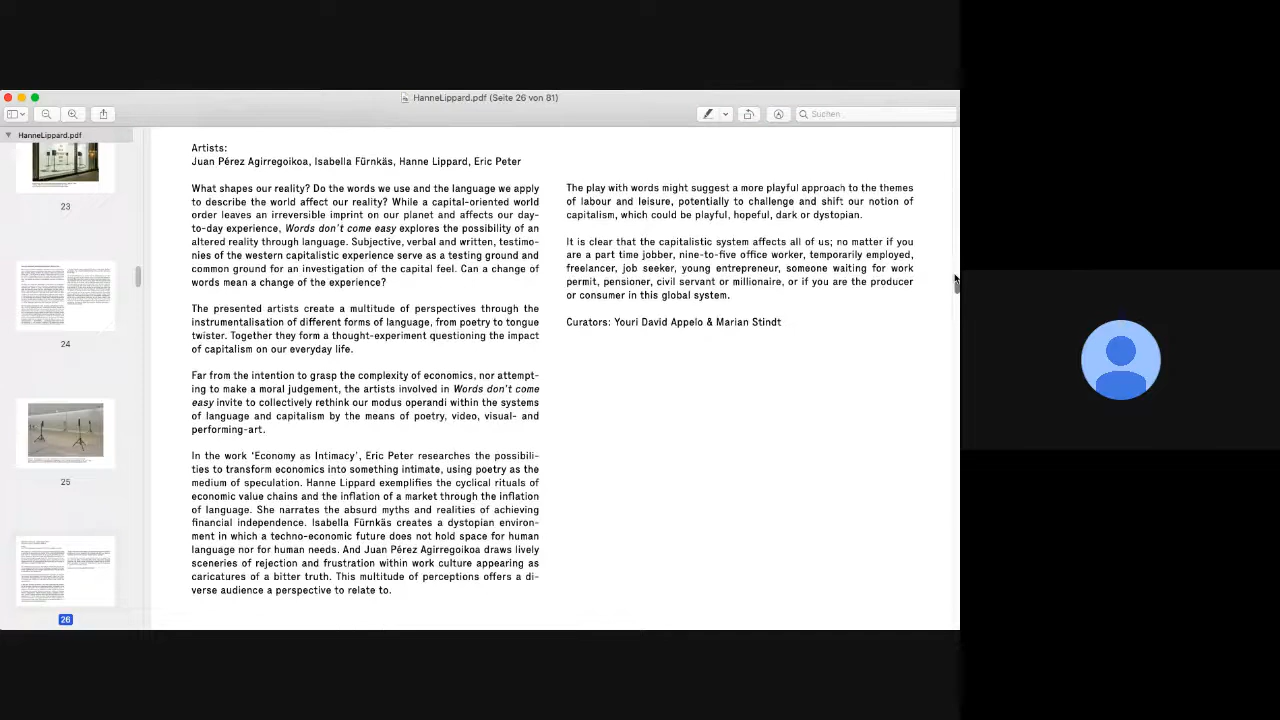 HanneLippard.pdf (Seite 26 von 81)
Suchen
HanneLippard.pdf
23
24
25
26
Artists:
Juan Pérez Agirregoikoa, Isabella Fürnkäs, Hanne Lippard, Eric Peter
What shapes our reality? Do the words we use and the language we apply
to describe the world affect our reality? While a capital-oriented world
order leaves an irreversible imprint on our planet and affects our day-
to-day experience, Words don't come easy explores the possibility of an
altered reality through language. Subjective, verbal and written, testimo-
nies of the western capitalistic experience serve as a testing ground and
common ground for an interrogation of the capital feel. Can a change of
words mean a change of the experience?
The presented artists create a multitude of perspectives through the
instrumentalisation of different forms of language, from poetry to tongue
twister. Together they form a thought-experiment questioning the impact
of capitalism on our everyday life.
Far from the intention to grasp the complexity of economics, nor attempt-
ing to make a moral judgement, the artists involved in Words don't come
easy invite to collectively rethink our modus operandi within the systems
of language and capitalism by the means of poetry, video, visual- and
performing-art.
In the work 'Economy as Intimacy', Eric Peter researches the possibili-
ties to transform economics into something intimate, using poetry as the
medium of speculation. Hanne Lippard exemplifies the cyclical rituals of
economic value chains and the inflation of a market through the inflation
of language. She narrates the absurd myths and realities of achieving
financial independence. Isabella Fürnkäs creates a dystopian environ-
ment in which a techno-economic future does not hold space for human
language nor for human needs. And Juan Pérez Agirregoikoa draws lively
sceneries of rejection and frustration within work culture appearing as
caricatures of a bitter truth. This multitude of perceptions offers a di-
verse audience a perspective to relate to.
The play with words might suggest a more playful approach to the themes
of labour and leisure, potentially to challenge and shift our notion of
capitalism, which could be playful, hopeful, dark or dystopian.
It is clear that the capitalistic system affects all of us; no matter if you
are a part time jobber, nine-to-five office worker, temporarily employed,
freelancer, job seeker, young entrepreneur, someone waiting for work
permit, pensioner, civil servant or millionaire, or if you are the producer
or consumer in this global system.
Curators: Youri David Appelo & Marian Stindt